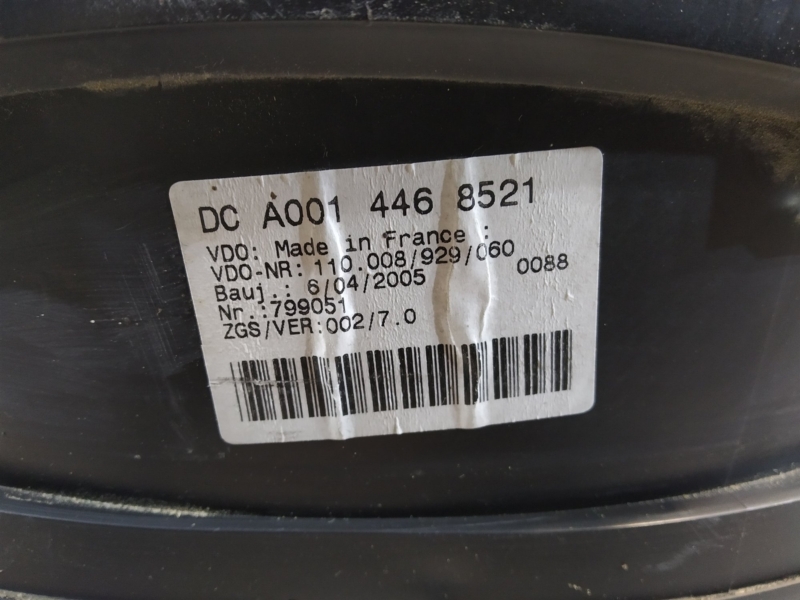 DC A001 446 8521
VDO: Made in France :
VDO-NR: 110.008/929/060
Bauj.: 6/04/2005 0088
Nr.:799051
ZGS/VER:002/7.0